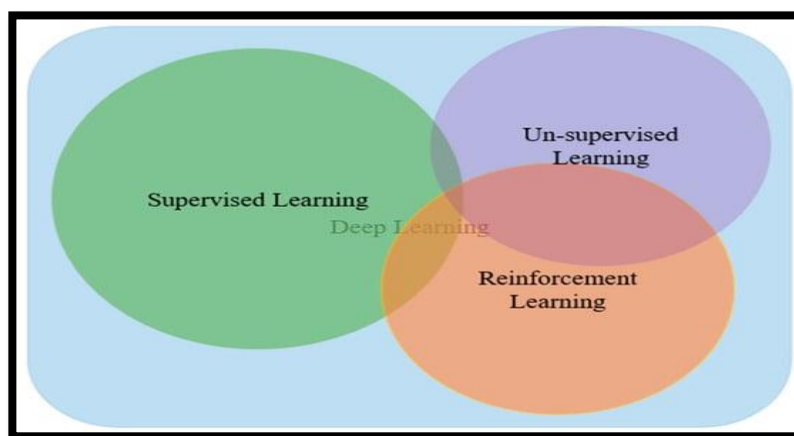 Un-supervised
Learning
Supervised Learning
Deep Learning
Reinforcement
Learning